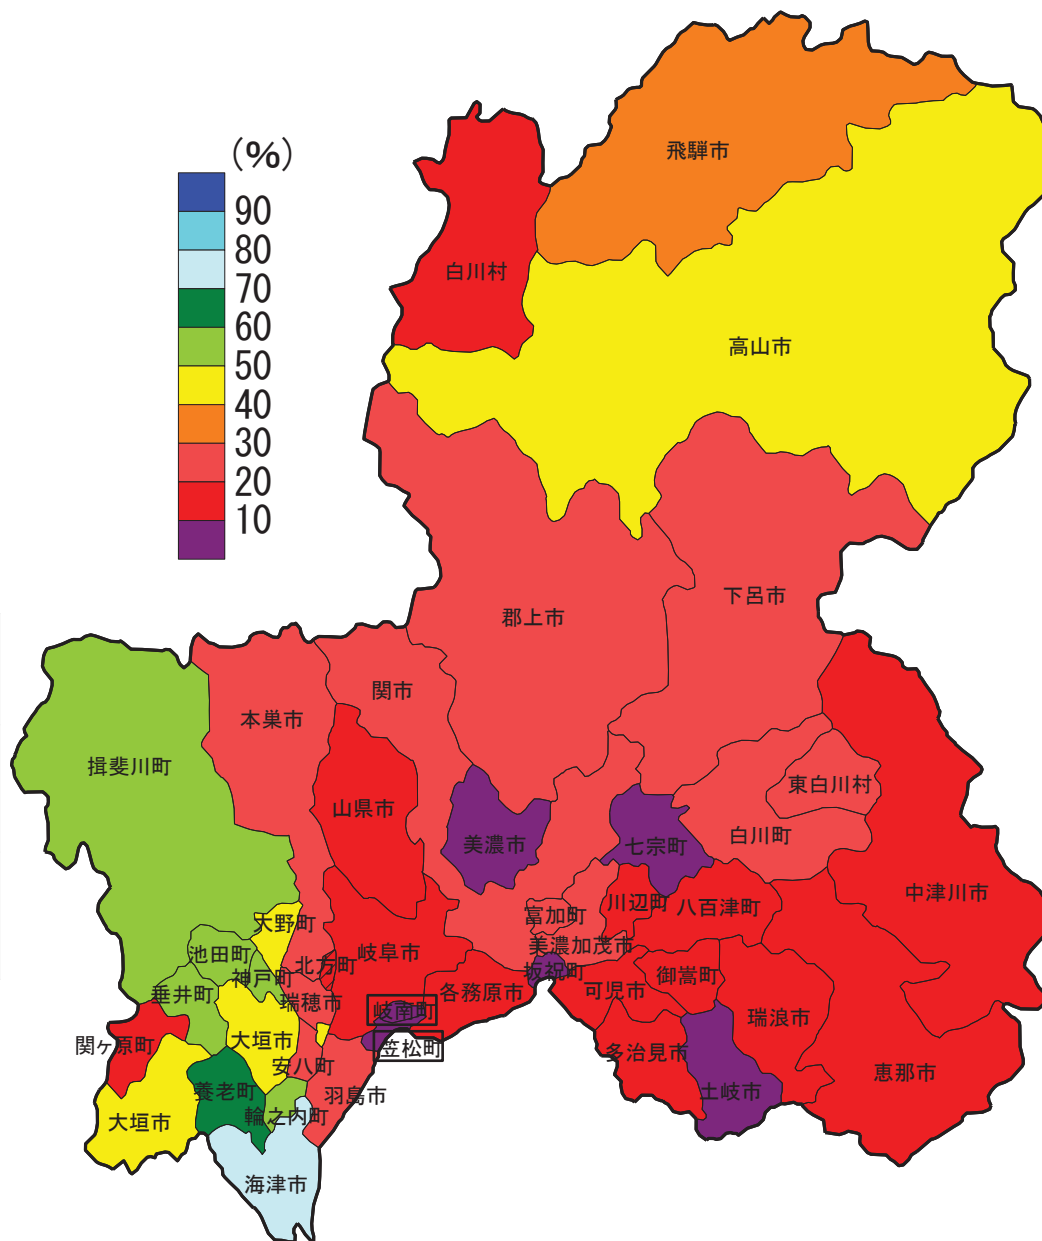 (%)
90
80
70
60
50
40
30
20
10
飛騨市
白川村
高山市
下呂市
郡上市
関市
本巣市
揖斐川町
東白川村
山県市
白川町
美濃市
七宗町
中津川市
川辺町
八百津町
富加町
大野町
美濃加茂市
池田町
岐阜市
北方町
坂祝町
御嵩町
神戸町
垂井町
各務原市
可児市
瑞穂市
岐南町
瑞浪市
大垣市
関ヶ原町
笠松町
多治見市
安八町
恵那市
養老町
羽島市
土岐市
輪之内町
大垣市
海津市